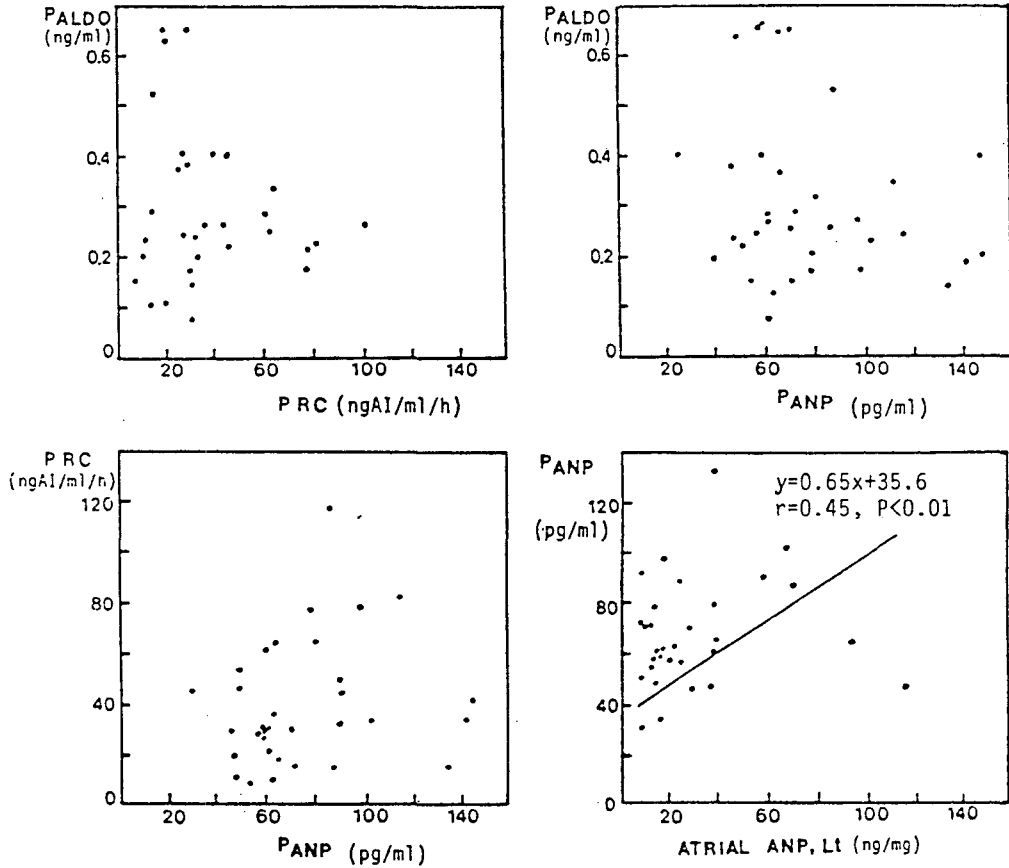 PALDO
(ng/ml)
0.6
0.4
0.2
0
20 60 100 140
PRC (ngAI/ml/h)
PALDO
(ng/ml)
0.6
0.4
0.2
0
20 60 100 140
PANP (pg/ml)
PRC
(ngAI/ml/h)
120
80
40
0
20 60 100 140
PANP (pg/ml)
PANP
(pg/ml)
120
80
40
0
y=0.65x+35.6
r=0.45, P<0.01
20 60 100 140
ATRIAL ANP, Lt (ng/mg)